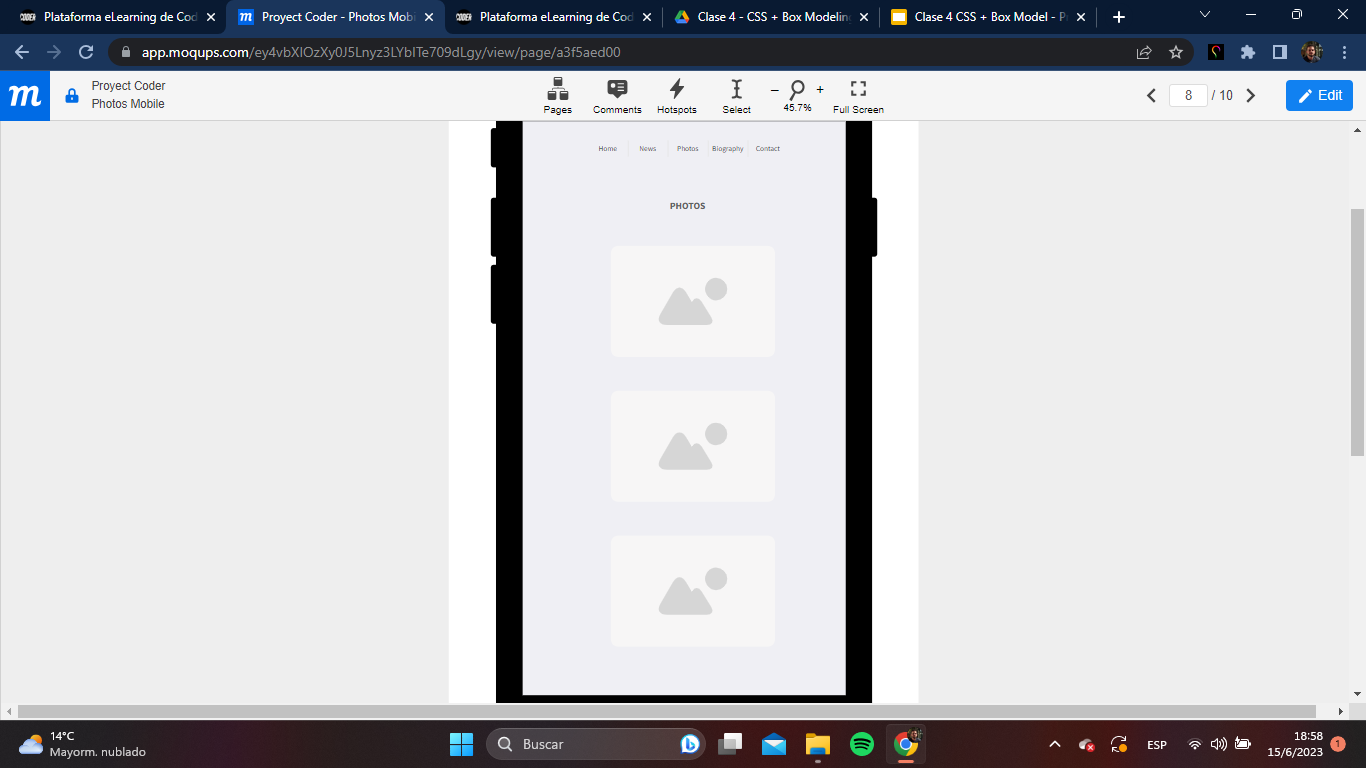 CODER Plataforma eLearning de Cod
m Proyect Coder - Photos Mobi
CODER Plataforma eLearning de Cod
Clase 4 - CSS + Box Modeling
Clase 4 CSS + Box Model - P
app.moqups.com/ey4vbXIOzXy0J5Lnyz3LYbITe709dLgy/view/page/a3f5aed00
m
Proyect Coder
Photos Mobile
Pages
Comments
Hotspots
Select
45.7%
Full Screen
8 / 10
Edit
Home News Photos Biography Contact
PHOTOS
14°C
Mayorm. nublado
Buscar
ESP
18:58
15/6/2023
1